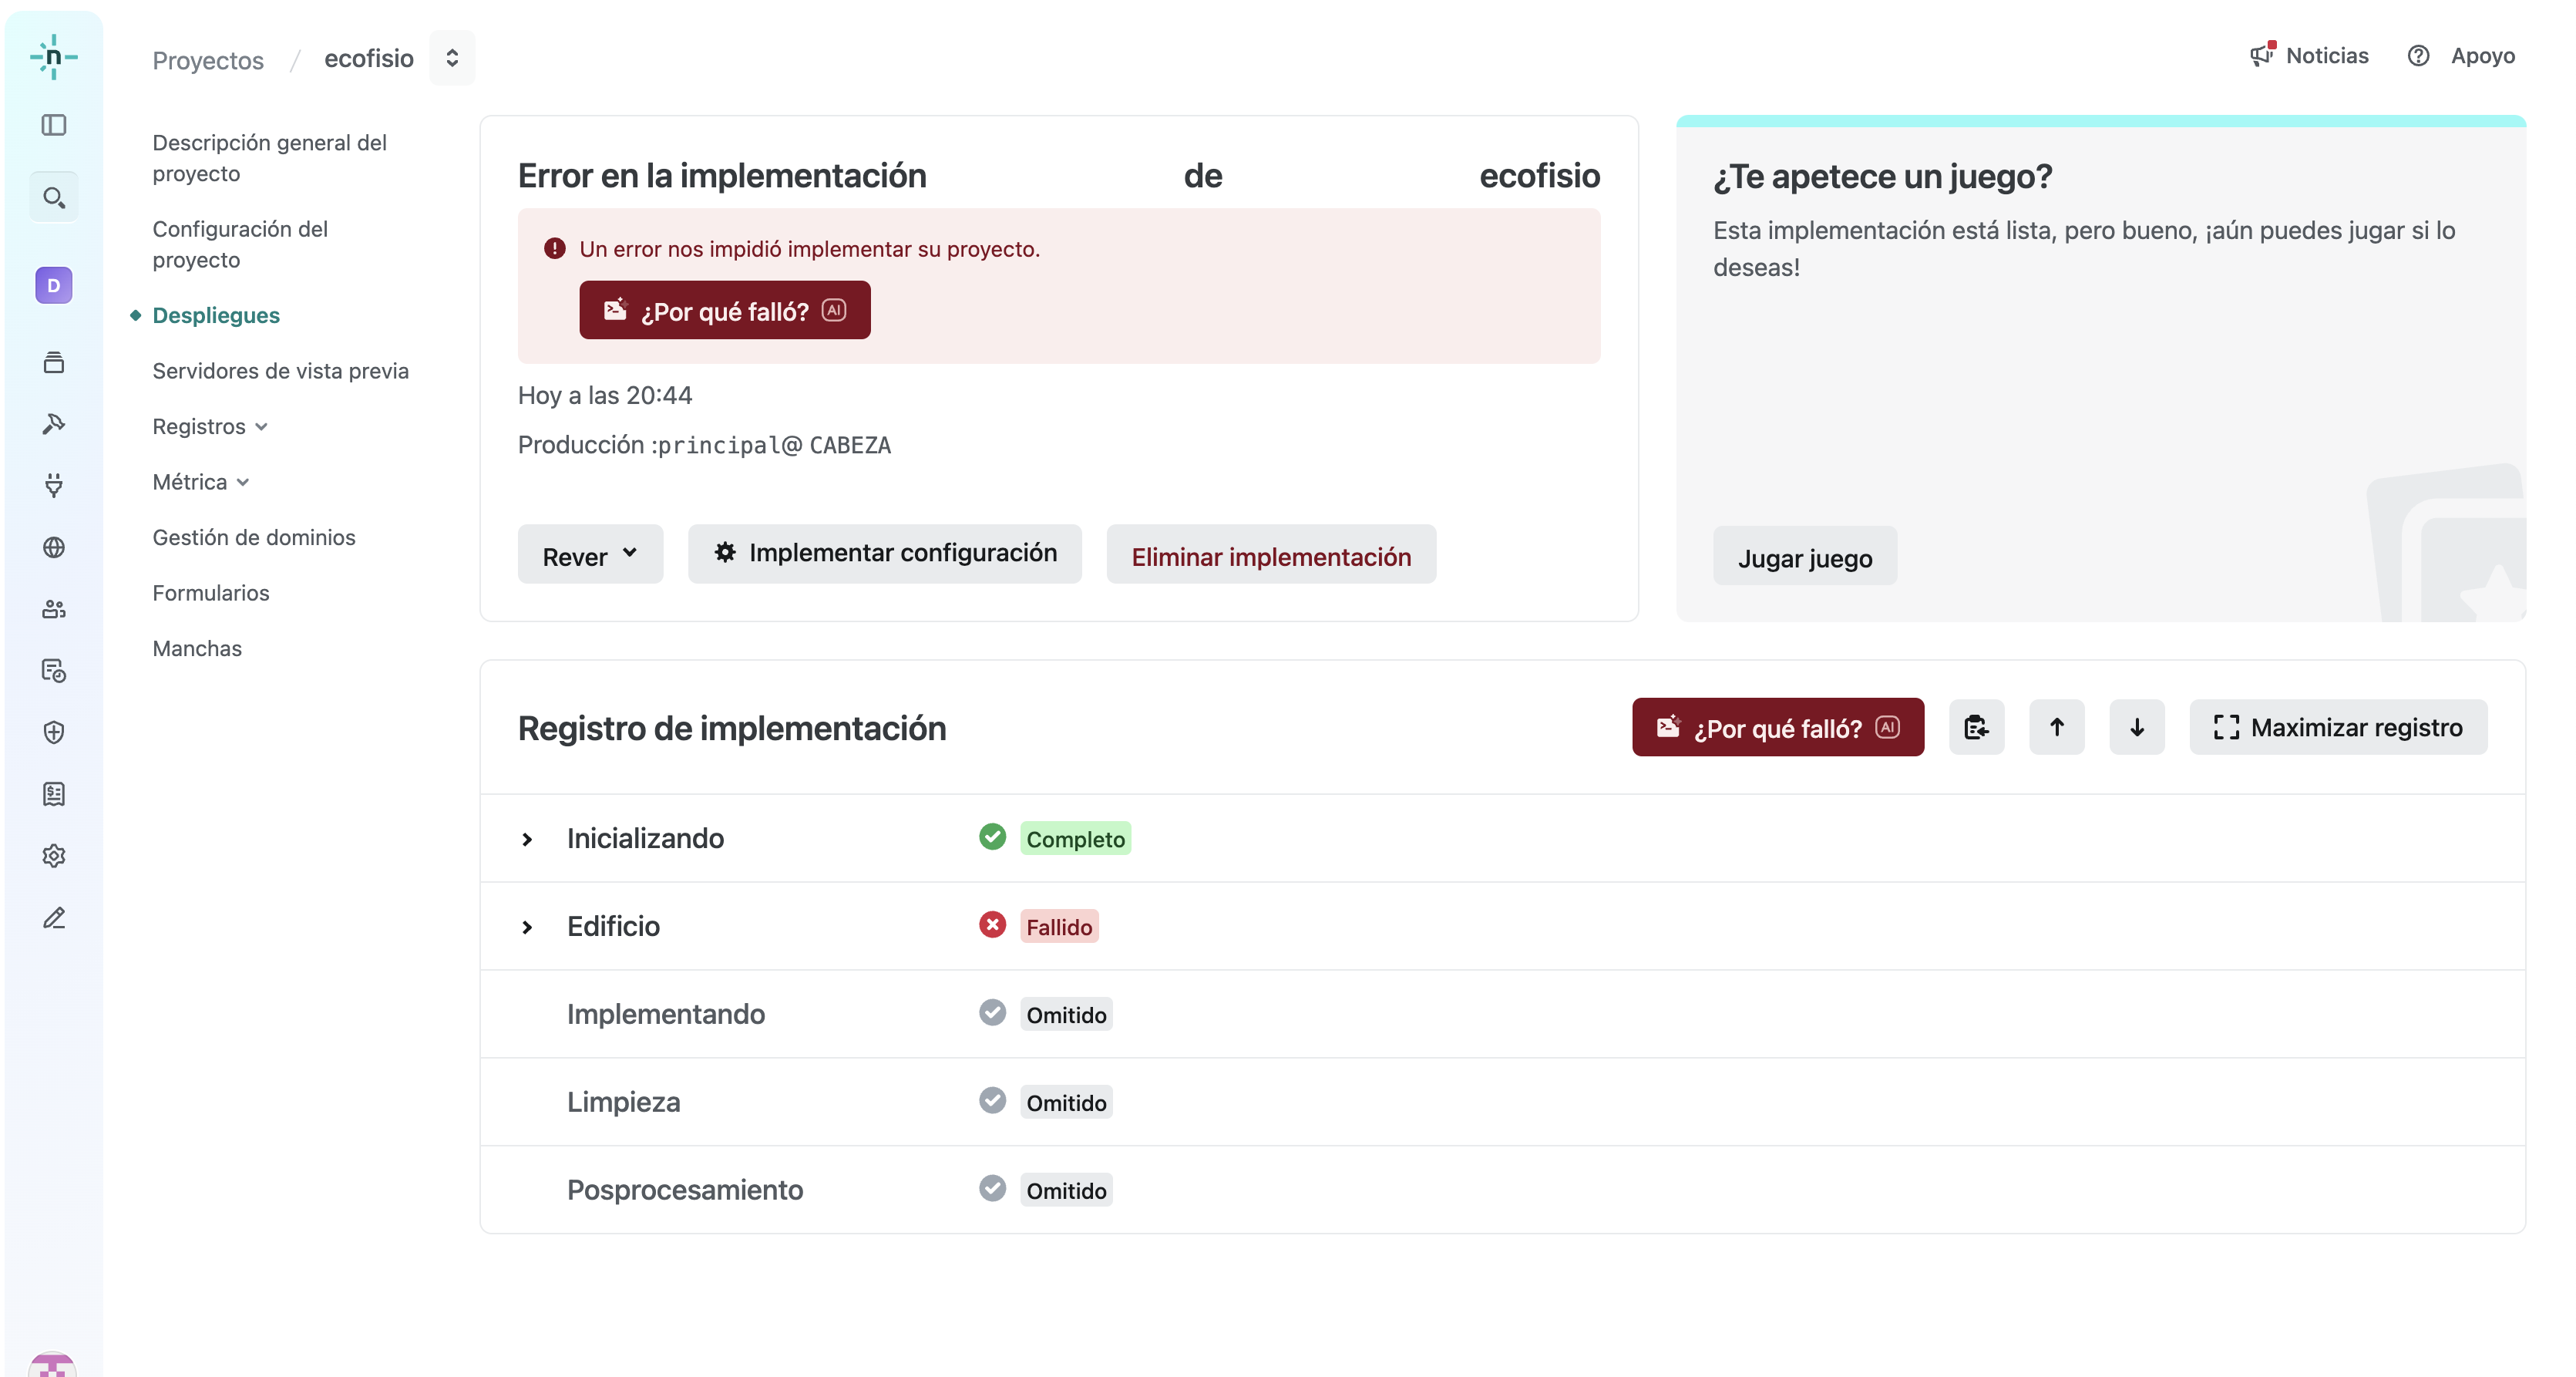 n
Proyectos / ecofisio
Noticias
Apoyo
D
Descripción general del
proyecto
Configuración del
proyecto
Despliegues
Servidores de vista previa
Registros
Métrica
Gestión de dominios
Formularios
Manchas
Error en la implementación de ecofisio
Un error nos impidió implementar su proyecto.
¿Por qué falló? AI
Hoy a las 20:44
Producción :principal@ CABEZA
Rever
Implementar configuración
Eliminar implementación
¿Te apetece un juego?
Esta implementación está lista, pero bueno, ¡aún puedes jugar si lo
deseas!
Jugar juego
Registro de implementación
¿Por qué falló? AI
Maximizar registro
Inicializando Completo
Edificio Fallido
Implementando Omitido
Limpieza Omitido
Posprocesamiento Omitido